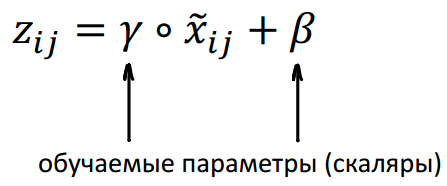 z_{ij} = γ ∘ x̃_{ij} + β
обучаемые параметры (скаляры)